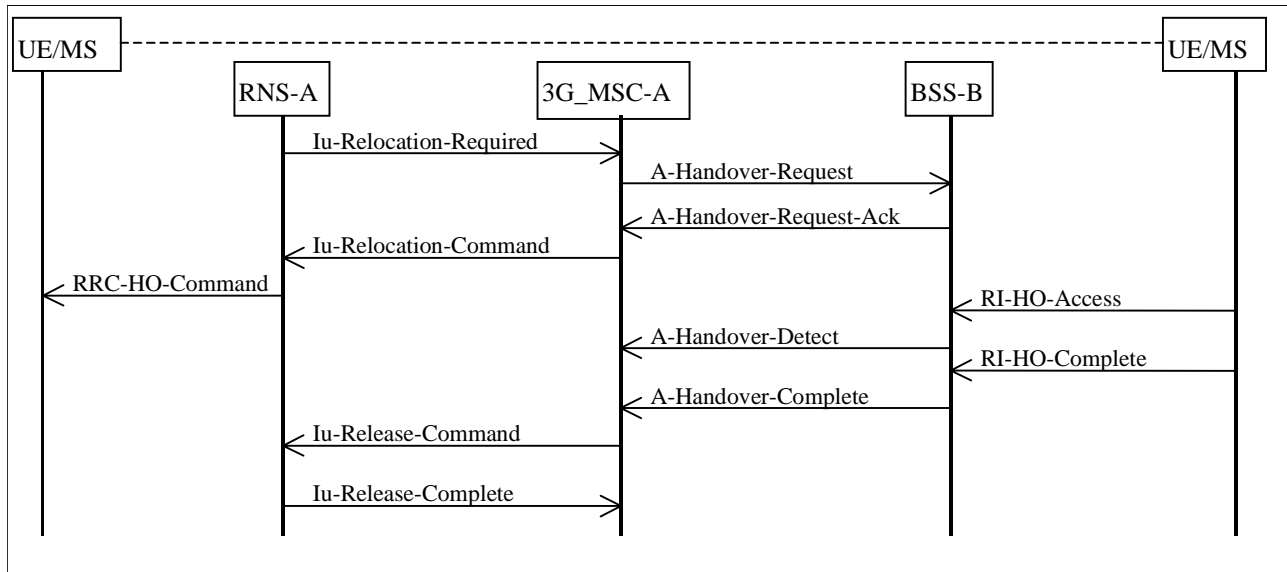 UE/MS
UE/MS
RNS-A
3G_MSC-A
BSS-B
Iu-Relocation-Required
A-Handover-Request
A-Handover-Request-Ack
Iu-Relocation-Command
RRC-HO-Command
RI-HO-Access
A-Handover-Detect
RI-HO-Complete
A-Handover-Complete
Iu-Release-Command
Iu-Release-Complete